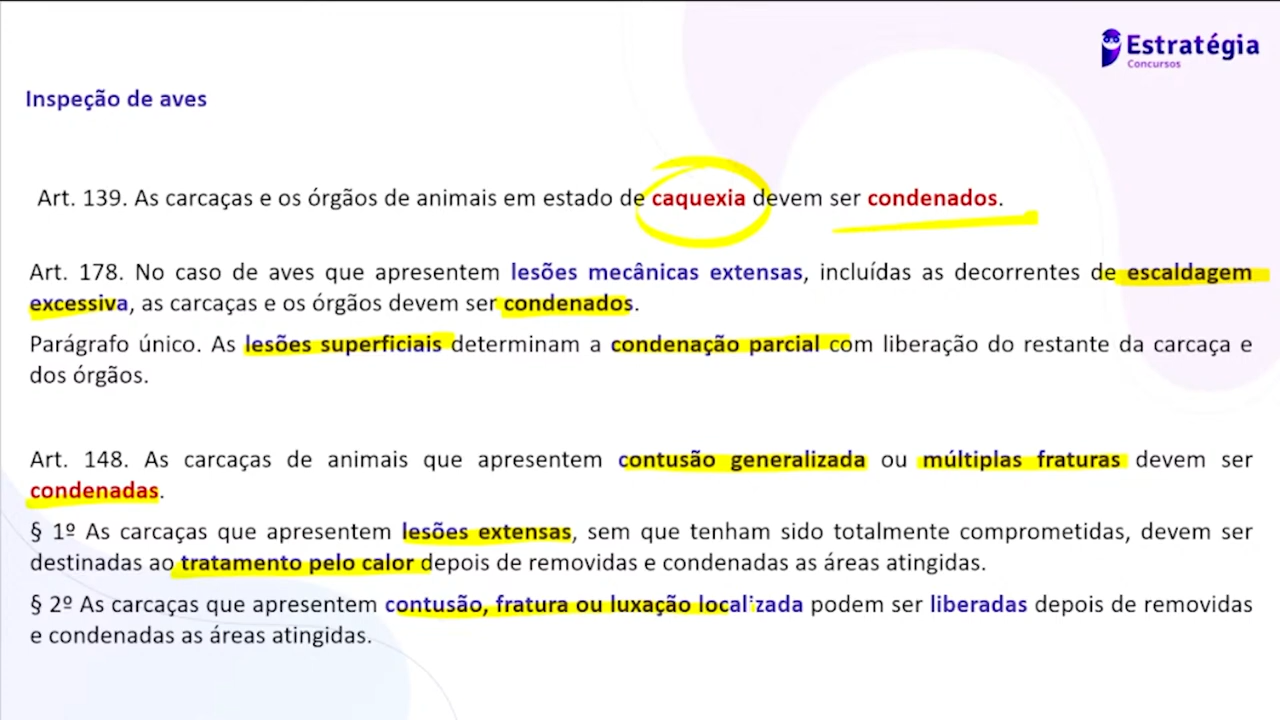 Estratégia
Concursos
Inspeção de aves
Art. 139. As carcaças e os órgãos de animais em estado de caquexia devem ser condenados.
Art. 178. No caso de aves que apresentem lesões mecânicas extensas, incluídas as decorrentes de escaldagem
excessiva, as carcaças e os órgãos devem ser condenados.
Parágrafo único. As lesões superficiais determinam a condenação parcial com liberação do restante da carcaça e
dos órgãos.
Art. 148. As carcaças de animais que apresentem contusão generalizada ou múltiplas fraturas devem ser
condenadas.
§ 1º As carcaças que apresentem lesões extensas, sem que tenham sido totalmente comprometidas, devem ser
destinadas ao tratamento pelo calor depois de removidas e condenadas as áreas atingidas.
§ 2º As carcaças que apresentem contusão, fratura ou luxação localizada podem ser liberadas depois de removidas
e condenadas as áreas atingidas.